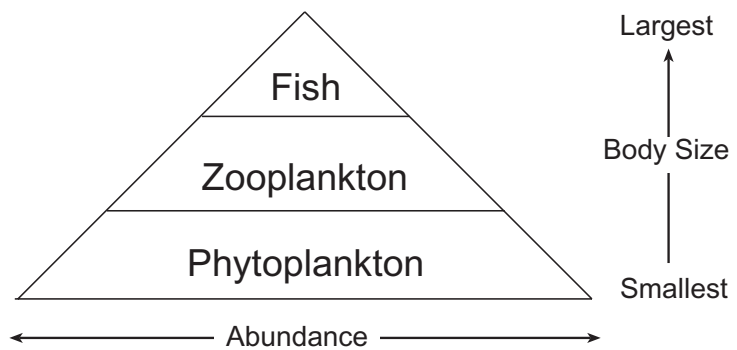 Largest
Fish
Body Size
Zooplankton
Phytoplankton
Smallest
Abundance